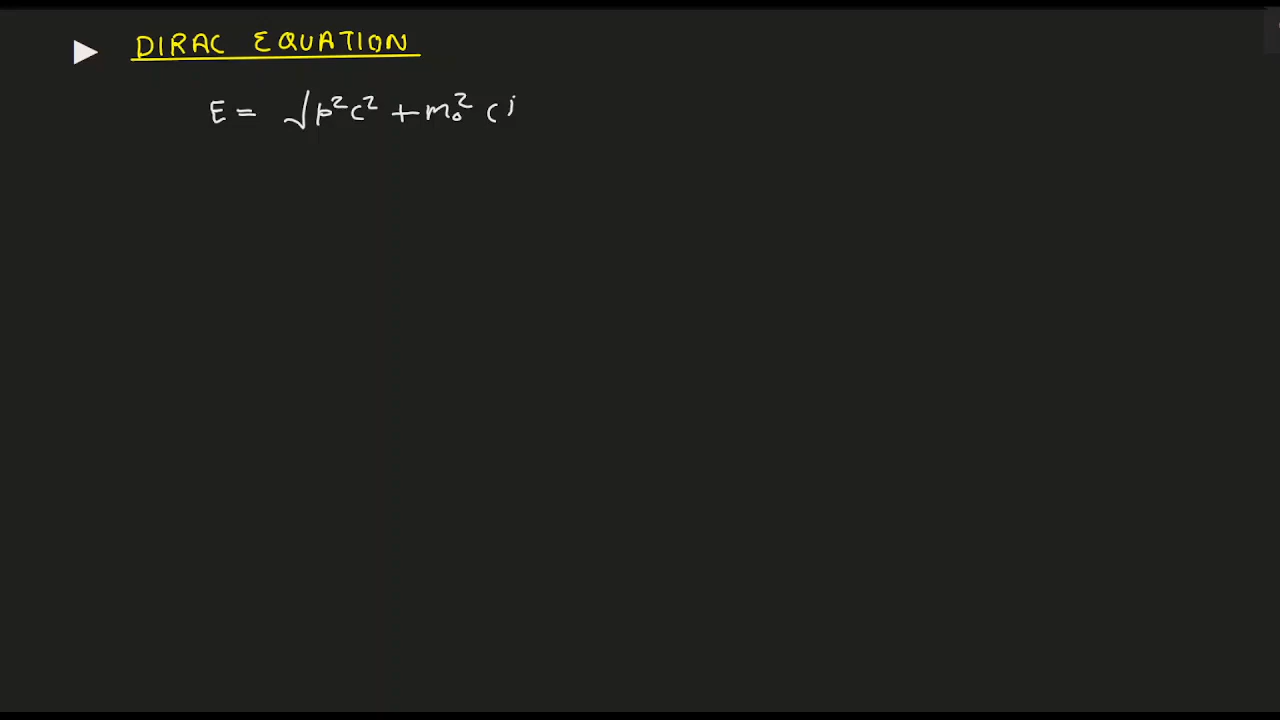 DIRAC EQUATION
E = √p²c² + m₀² c